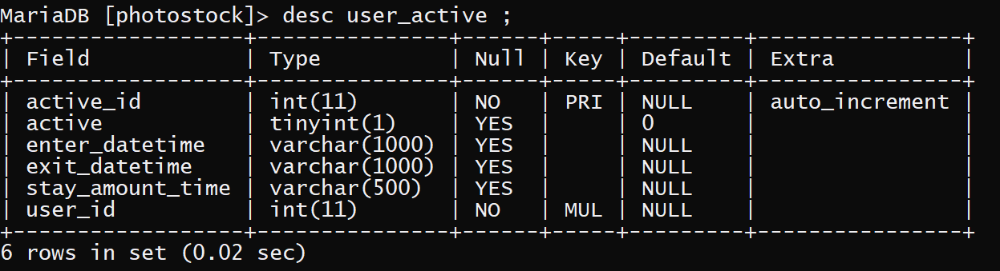 MariaDB [photostock]> desc user_active ;
+------------------+---------------+------+-----+---------+----------------+
| Field            | Type          | Null | Key | Default | Extra          |
+------------------+---------------+------+-----+---------+----------------+
| active_id        | int(11)       | NO   | PRI | NULL    | auto_increment |
| active           | tinyint(1)    | YES  |     | 0       |                |
| enter_datetime   | varchar(1000) | YES  |     | NULL    |                |
| exit_datetime    | varchar(1000) | YES  |     | NULL    |                |
| stay_amount_time | varchar(500)  | YES  |     | NULL    |                |
| user_id          | int(11)       | NO   | MUL | NULL    |                |
+------------------+---------------+------+-----+---------+----------------+
6 rows in set (0.02 sec)